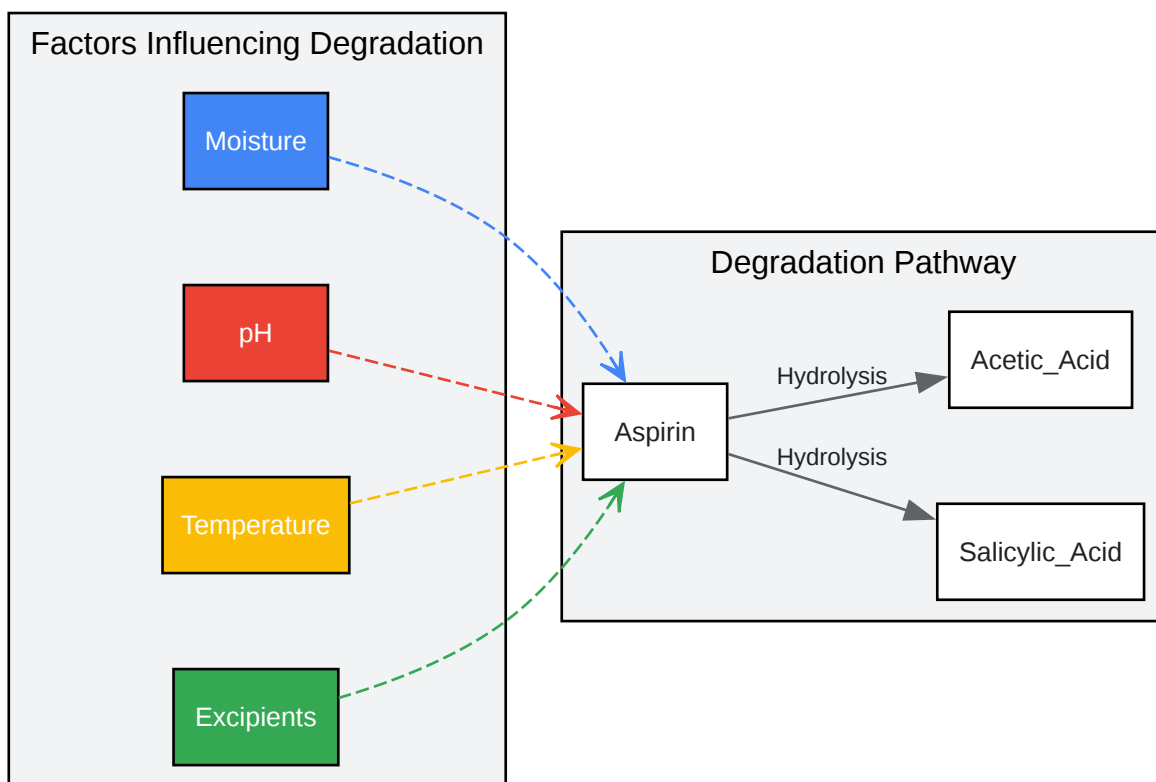 Factors Influencing Degradation
Moisture
pH
Temperature
Excipients
Degradation Pathway
Aspirin
Hydrolysis
Hydrolysis
Acetic_Acid
Salicylic_Acid